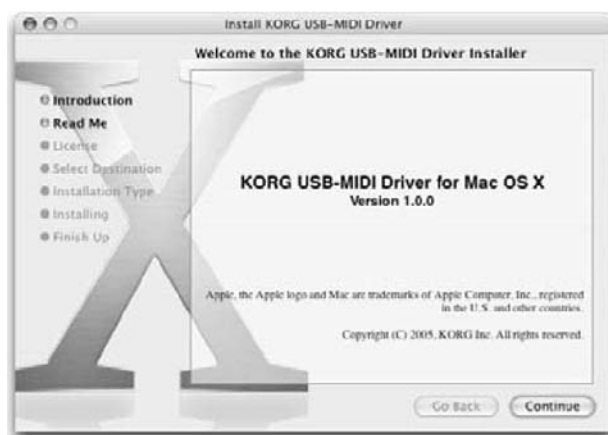 Install KORG USB-MIDI Driver
Welcome to the KORG USB-MIDI Driver Installer
Introduction
Read Me
License
Select Destination
Installation Type
Installing
Finish Up
KORG USB-MIDI Driver for Mac OS X
Version 1.0.0
Apple, the Apple logo and Mac are trademarks of Apple Computer, Inc., registered
in the U.S. and other countries.
Copyright (C) 2005, KORG Inc. All rights reserved.
Go Back
Continue